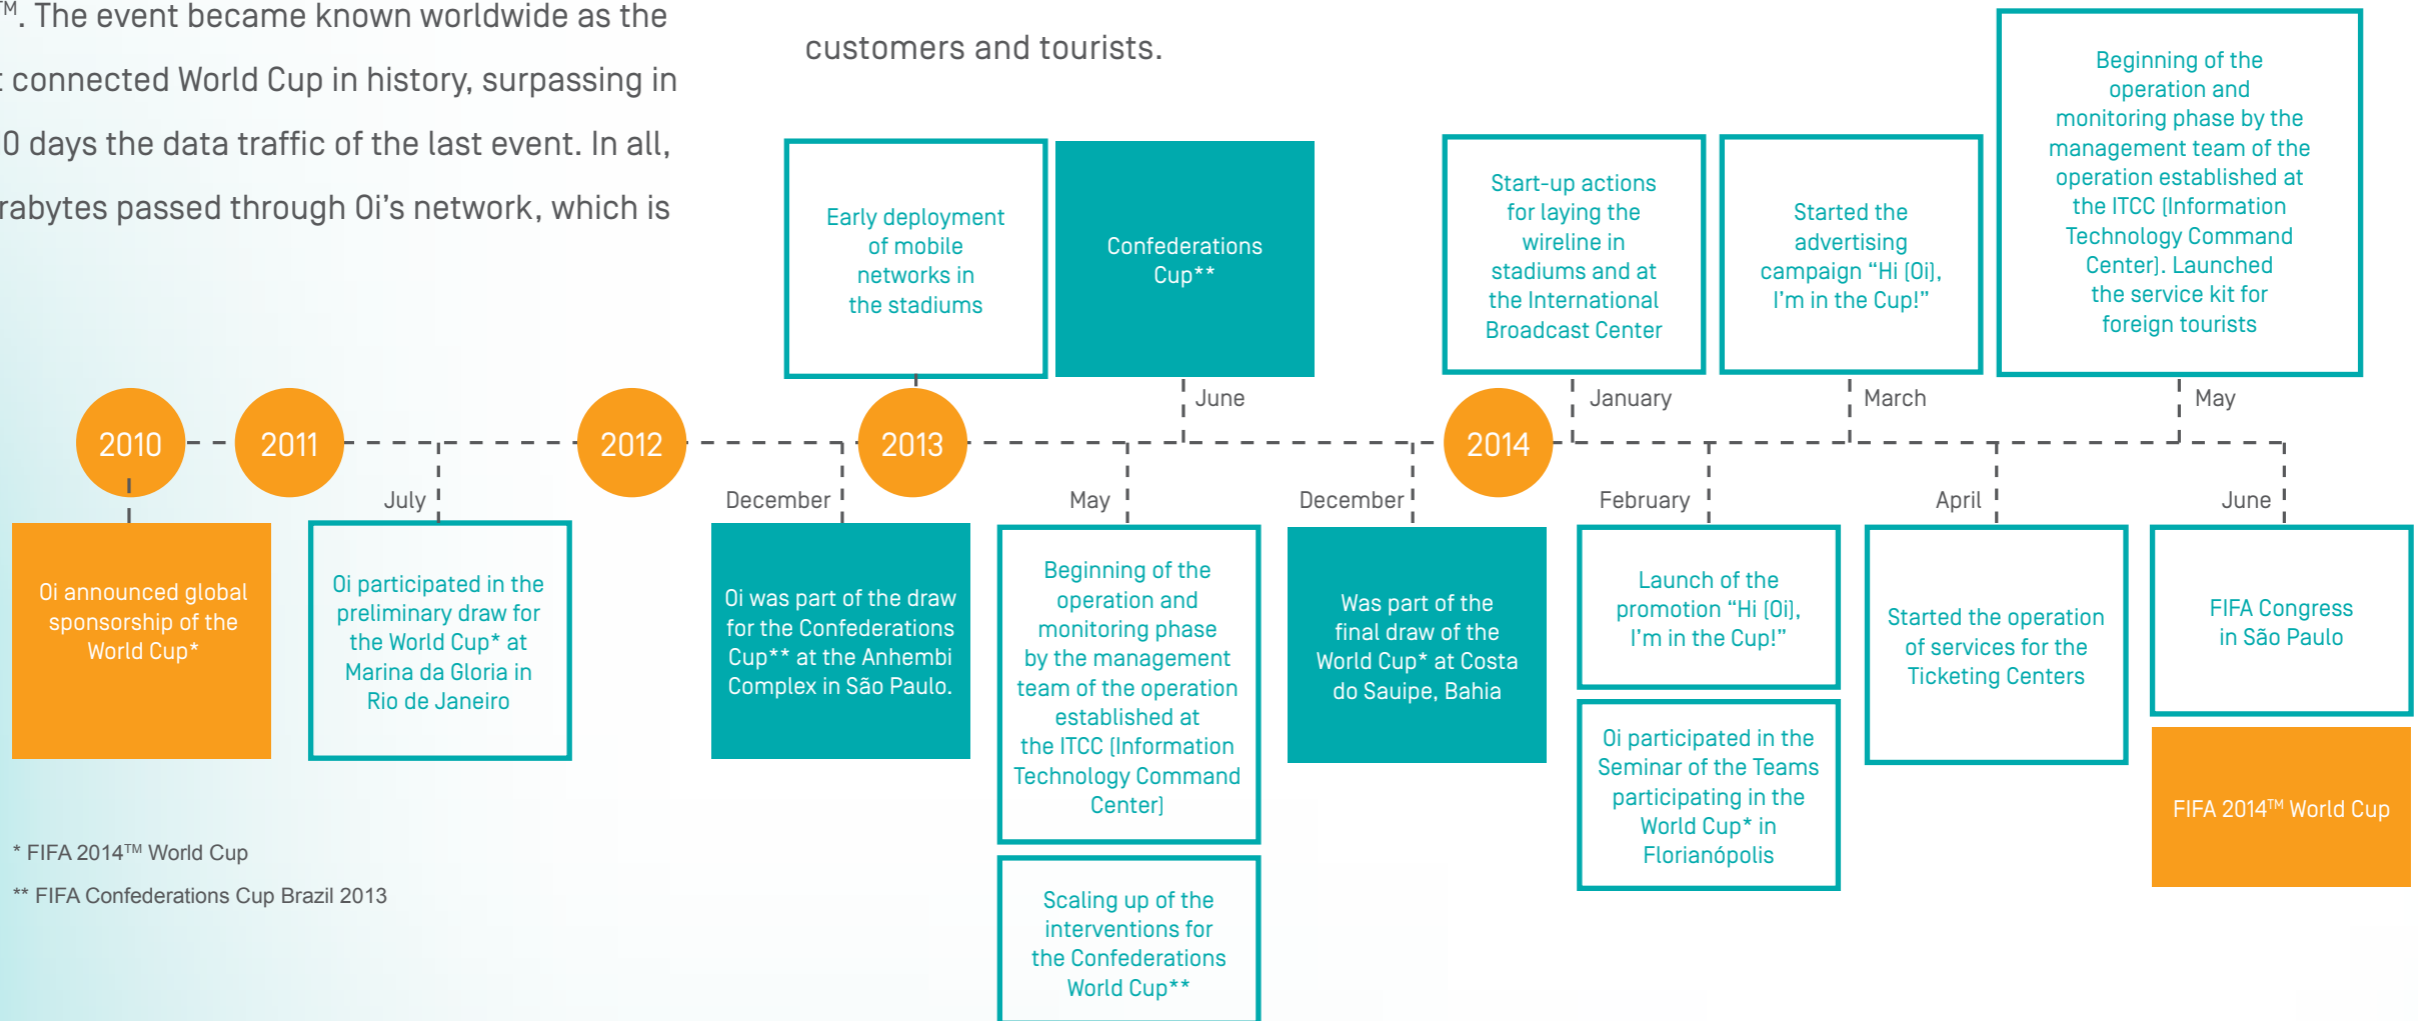 ™. The event became known worldwide as the
connected World Cup in history, surpassing in
0 days the data traffic of the last event. In all,
rabytes passed through Oi's network, which is
customers and tourists.
Early deployment
of mobile
networks in
the stadiums
Confederations
Cup**
June
Start-up actions
for laying the
wireline in
stadiums and at
the International
Broadcast Center
January
Started the
advertising
campaign “Hi (Oi),
I'm in the Cup!”
March
Beginning of the
operation and
monitoring phase by the
management team of the
operation established at
the ITCC (Information
Technology Command
Center). Launched
the service kit for
foreign tourists
May
2010
2011
2012
2013
2014
Oi announced global
sponsorship of the
World Cup*
July
Oi participated in the
preliminary draw for
the World Cup* at
Marina da Gloria in
Rio de Janeiro
December
Oi was part of the draw
for the Confederations
Cup** at the Anhembi
Complex in São Paulo.
May
Beginning of the
operation and
monitoring phase
by the management
team of the operation
established at
the ITCC (Information
Technology Command
Center)
Scaling up of the
interventions for
the Confederations
World Cup**
December
Was part of the
final draw of the
World Cup* at Costa
do Sauipe, Bahia
February
Launch of the
promotion “Hi (Oi),
I'm in the Cup!”
Oi participated in the
Seminar of the Teams
participating in the
World Cup* in
Florianópolis
April
Started the operation
of services for the
Ticketing Centers
June
FIFA Congress
in São Paulo
FIFA 2014™ World Cup
* FIFA 2014™ World Cup
** FIFA Confederations Cup Brazil 2013